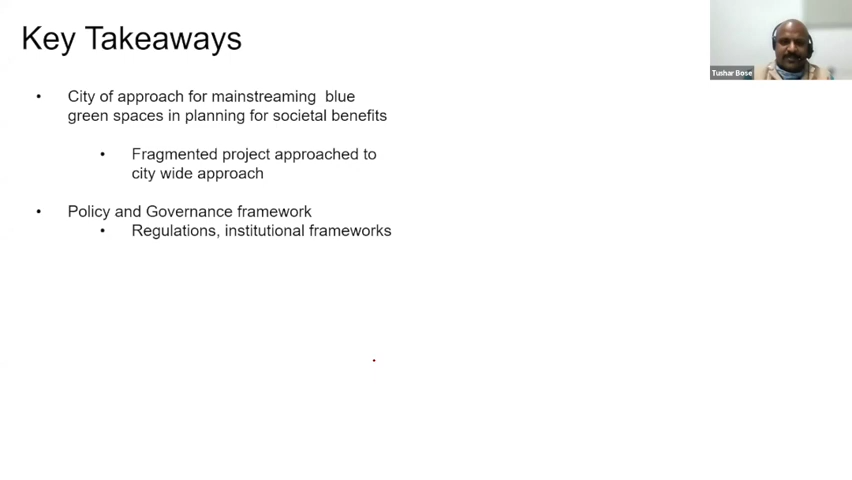 Key Takeaways
• City of approach for mainstreaming blue
green spaces in planning for societal benefits
• Fragmented project approached to
city wide approach
• Policy and Governance framework
• Regulations, institutional frameworks
Tushar Bose